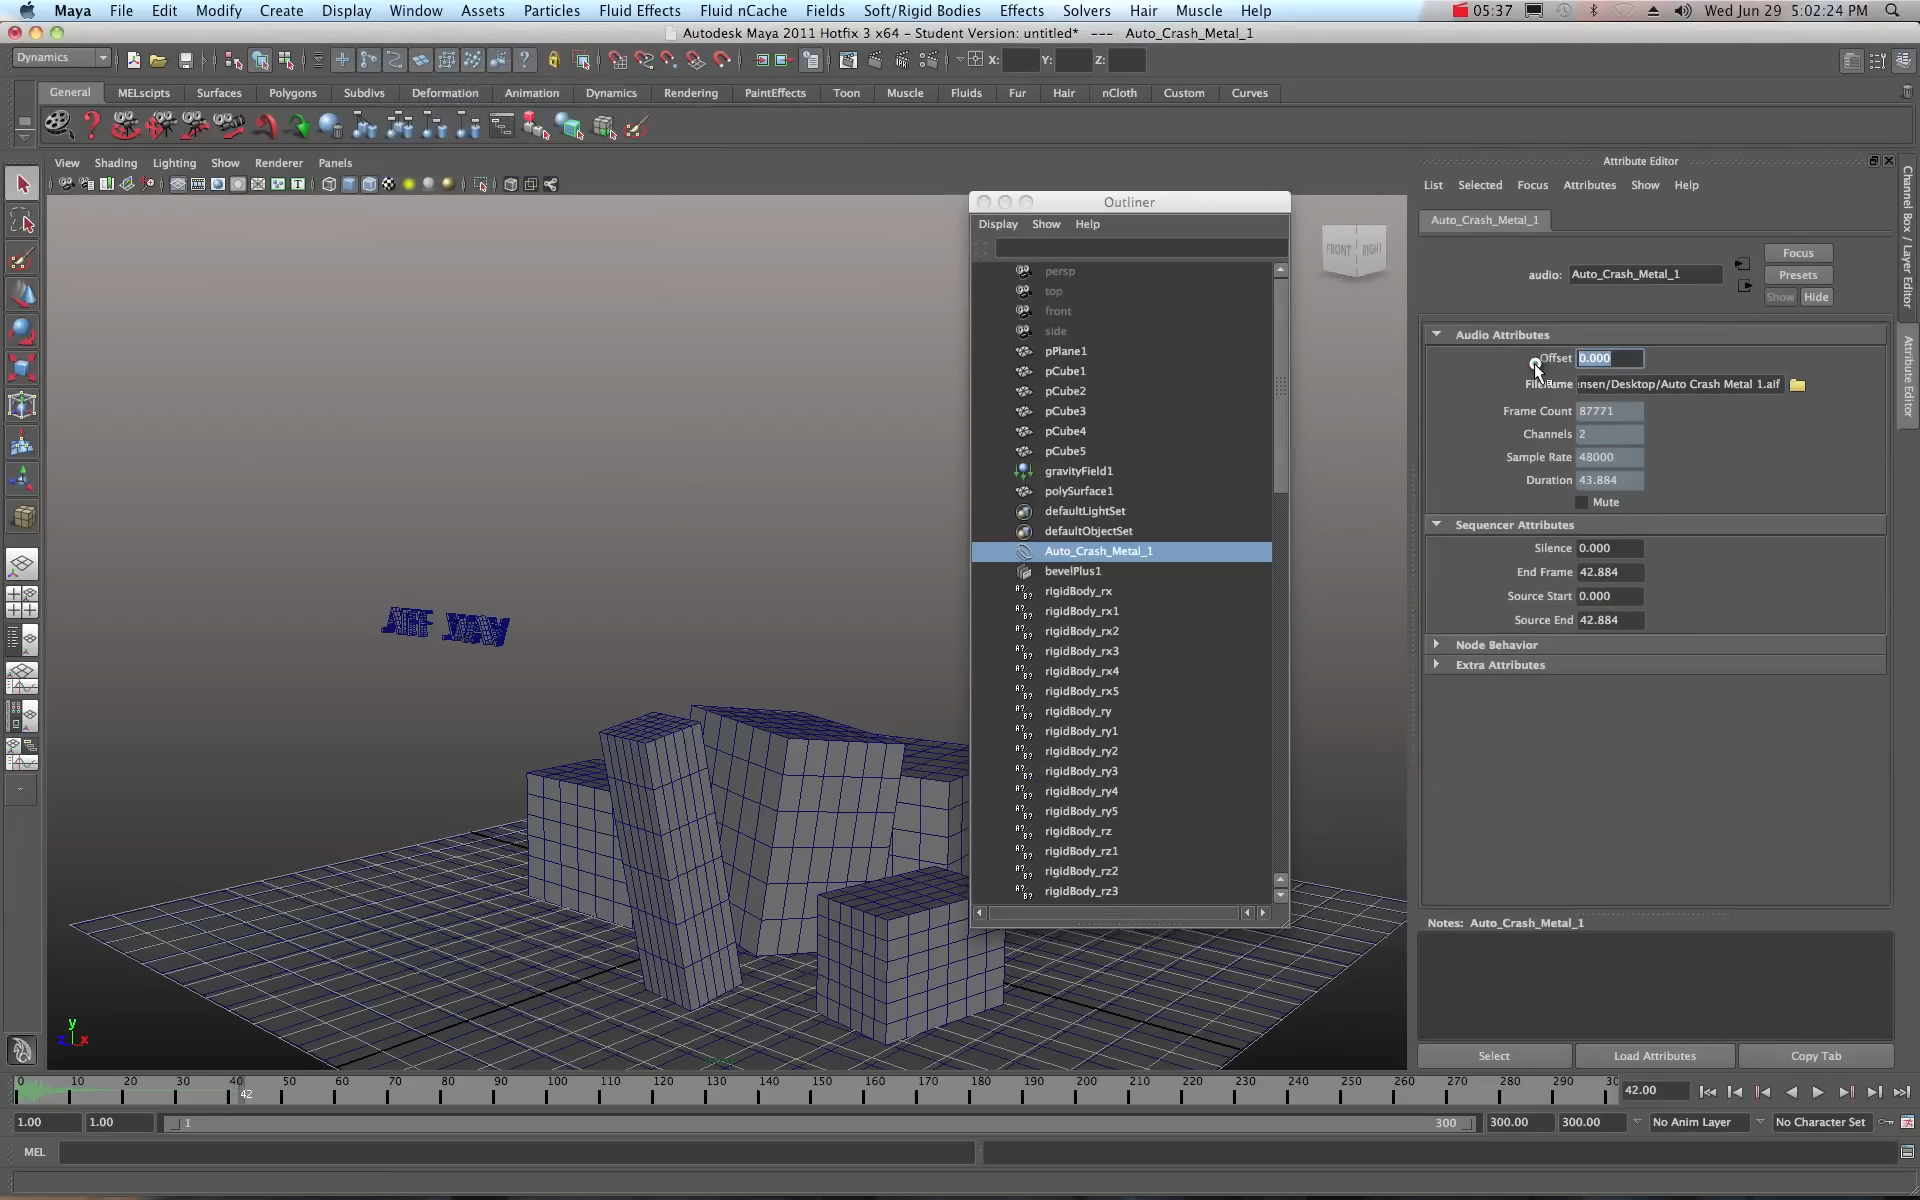 Maya File Edit Modify Create Display Window Assets Particles Fluid Effects Fluid nCache Fields Soft/Rigid Bodies Effects Solvers Hair Muscle Help 05:37 Wed Jun 29 5:02:24 PM
Autodesk Maya 2011 Hotfix 3 x64 - Student Version: untitled* --- Auto_Crash_Metal_1
Dynamics X: Y: Z:
General MELscipts Surfaces Polygons Subdivs Deformation Animation Dynamics Rendering PaintEffects Toon Muscle Fluids Fur Hair nCloth Custom Curves
View Shading Lighting Show Renderer Panels
FRONT RIGHT
Outliner
Display Show Help
persp
top
front
side
pPlane1
pCube1
pCube2
pCube3
pCube4
pCube5
gravityField1
polySurface1
defaultLightSet
defaultObjectSet
Auto_Crash_Metal_1
bevelPlus1
rigidBody_rx
rigidBody_rx1
rigidBody_rx2
rigidBody_rx3
rigidBody_rx4
rigidBody_rx5
rigidBody_ry
rigidBody_ry1
rigidBody_ry2
rigidBody_ry3
rigidBody_ry4
rigidBody_ry5
rigidBody_rz
rigidBody_rz1
rigidBody_rz2
rigidBody_rz3
Attribute Editor
List Selected Focus Attributes Show Help
Auto_Crash_Metal_1
audio: Auto_Crash_Metal_1
Focus
Presets
Show Hide
Audio Attributes
Offset 0.000
Filename ensen/Desktop/Auto Crash Metal 1.aif
Frame Count 87771
Channels 2
Sample Rate 48000
Duration 43.884
Mute
Sequencer Attributes
Silence 0.000
End Frame 42.884
Source Start 0.000
Source End 42.884
Node Behavior
Extra Attributes
Notes: Auto_Crash_Metal_1
Select Load Attributes Copy Tab
Channel Box / Layer Editor
Attribute Editor
y
z x
0 10 20 30 40 50 60 70 80 90 100 110 120 130 140 150 160 170 180 190 200 210 220 230 240 250 260 270 280 290 30
42 42.00
1.00 1.00 1 300 300.00 300.00 No Anim Layer No Character Set
MEL